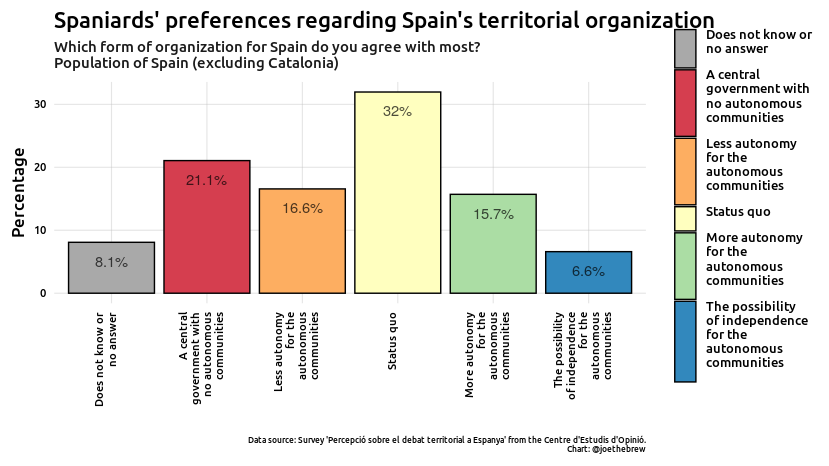 Spaniards' preferences regarding Spain's territorial organization
Which form of organization for Spain do you agree with most?
Population of Spain (excluding Catalonia)
Percentage
30
20
10
0
8.1%
21.1%
16.6%
32%
15.7%
6.6%
Does not know or
no answer
A central
government with
no autonomous
communities
Less autonomy
for the
autonomous
communities
Status quo
More autonomy
for the
autonomous
communities
The possibility
of independence
for the
autonomous
communities
Does not know or
no answer
A central
government with
no autonomous
communities
Less autonomy
for the
autonomous
communities
Status quo
More autonomy
for the
autonomous
communities
The possibility
of independence
for the
autonomous
communities
Data source: Survey 'Percepció sobre el debat territorial a Espanya' from the Centre d'Estudis d'Opinió.
Chart: @joethebrew